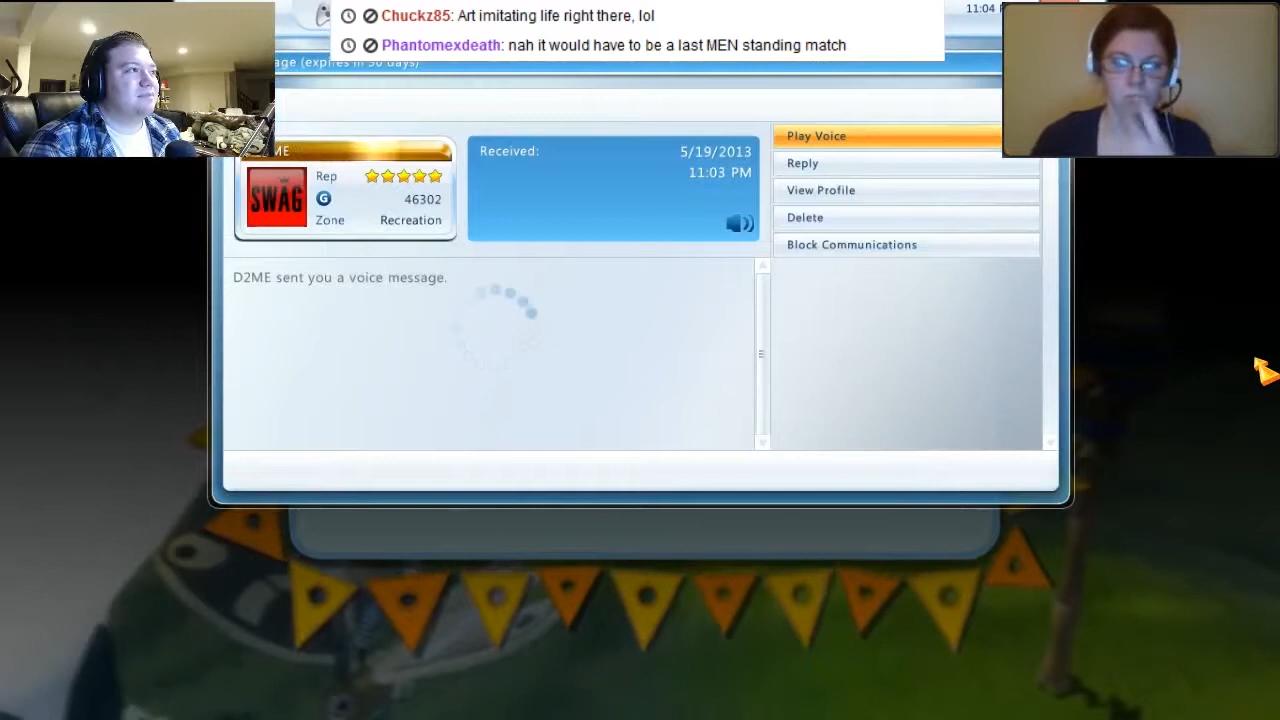 Chuckz85: Art imitating life right there, lol
11:04
Phantomexdeath: nah it would have to be a last MEN standing match
age (expires in 30 days)
ME
Received: 5/19/2013
11:03 PM
SWAG
Rep
G 46302
Zone Recreation
Play Voice
Reply
View Profile
Delete
Block Communications
D2ME sent you a voice message.